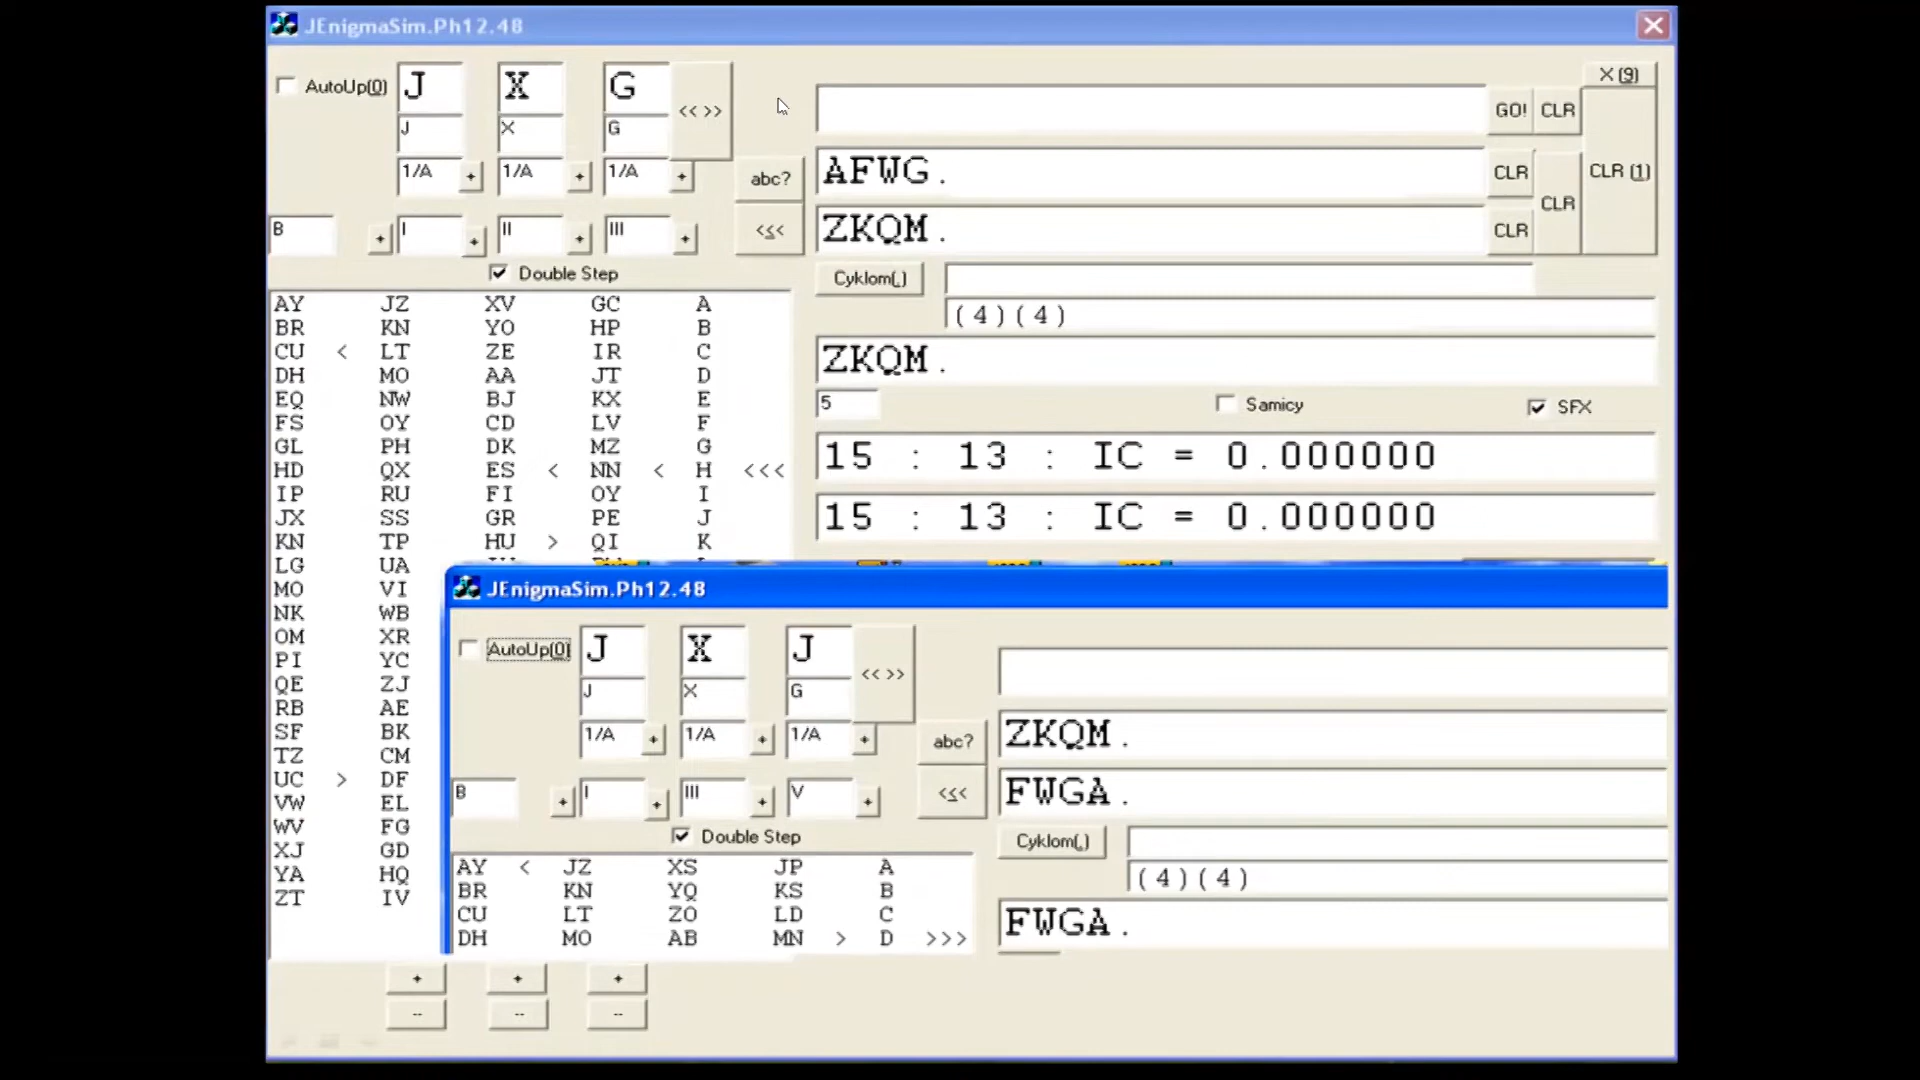 JEnigmaSim.Ph12.48
X (9)
AutoUp(0) J X G << >> GO! CLR
J X G
1/A + 1/A + 1/A + abc? AFWG. CLR CLR (1)
CLR
B + I + II + III + <≤< ZKQM. CLR
Double Step Cyklom(,)
(4)(4)
AY JZ XV GC A
BR KN YO HP B
CU < LT ZE IR C
ZKQM.
DH MO AA JT D
EQ NW BJ KX E
5 Samicy SFX
FS OY CD LV F
GL PH DK MZ G
15 : 13 : IC = 0.000000
HD QX ES < NN < H <<<
IP RU FI OY I
JX SS GR PE J
15 : 13 : IC = 0.000000
KN TP HU > QI K
LG UA
MO VI
NK WB
OM XR
PI YC
QE ZJ
RB AE
SF BK
TZ CM
UC > DF
VW EL
WV FG
XJ GD
YA HQ
ZT IV
+ + +
-- -- --
JEnigmaSim.Ph12.48
AutoUp(0) J X J << >>
J X G
1/A + 1/A + 1/A + abc? ZKQM.
B + I + III + V + <≤< FWGA.
Double Step Cyklom(,)
(4)(4)
AY < JZ XS JP A
BR KN YQ KS B
CU LT ZO LD C
FWGA.
DH MO AB MN > D >>>